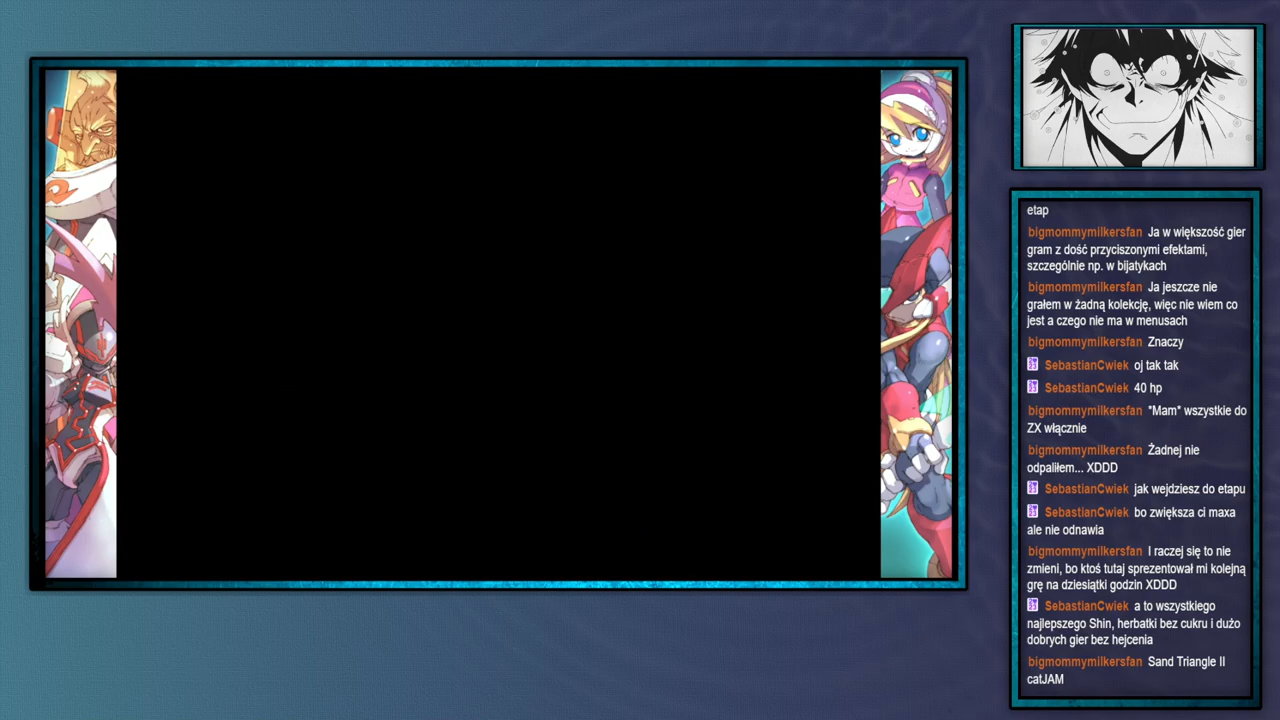 etap
bigmommymilkersfan Ja w większość gier
gram z dość przyciszonymi efektami,
szczególnie np. w bijatykach
bigmommymilkersfan Ja jeszcze nie
grałem w żadną kolekcję, więc nie wiem co
jest a czego nie ma w menusach
bigmommymilkersfan Znaczy
SebastianCwiek oj tak tak
SebastianCwiek 40 hp
bigmommymilkersfan *Mam* wszystkie do
ZX włącznie
bigmommymilkersfan Żadnej nie
odpaliłem... XDDD
SebastianCwiek jak wejdziesz do etapu
SebastianCwiek bo zwiększa ci maxa
ale nie odnawia
bigmommymilkersfan I raczej się to nie
zmieni, bo ktoś tutaj sprezentował mi kolejną
grę na dziesiątki godzin XDDD
SebastianCwiek a to wszystkiego
najlepszego Shin, herbatki bez cukru i dużo
dobrych gier bez hejcenia
bigmommymilkersfan Sand Triangle II
catJAM